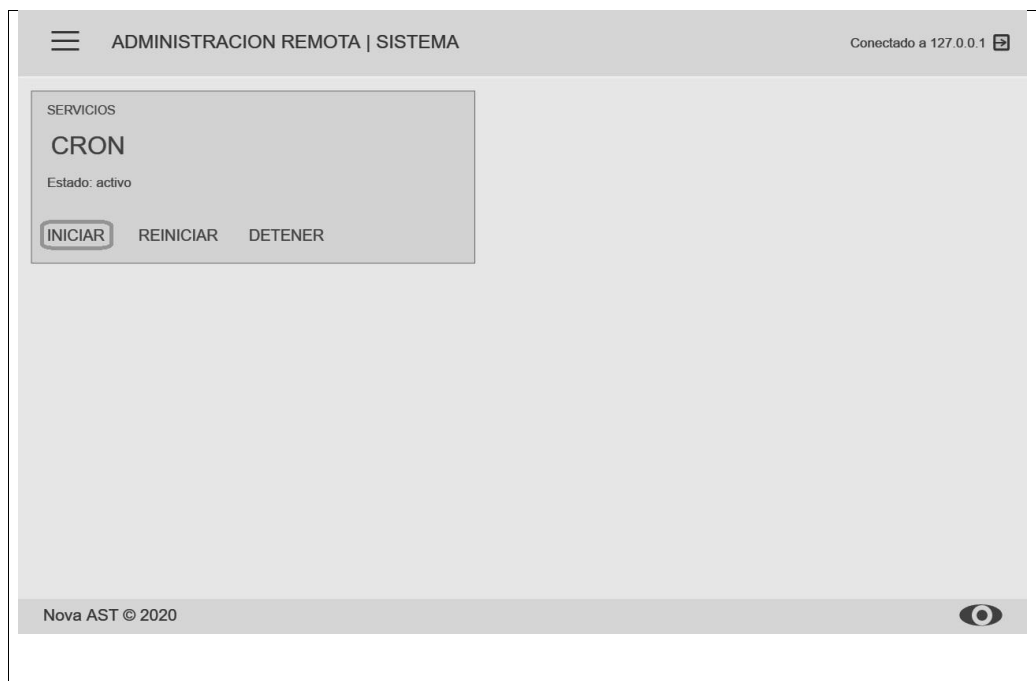 ADMINISTRACION REMOTA | SISTEMA
Conectado a 127.0.0.1
SERVICIOS
CRON
Estado: activo
INICIAR REINICIAR DETENER
Nova AST © 2020